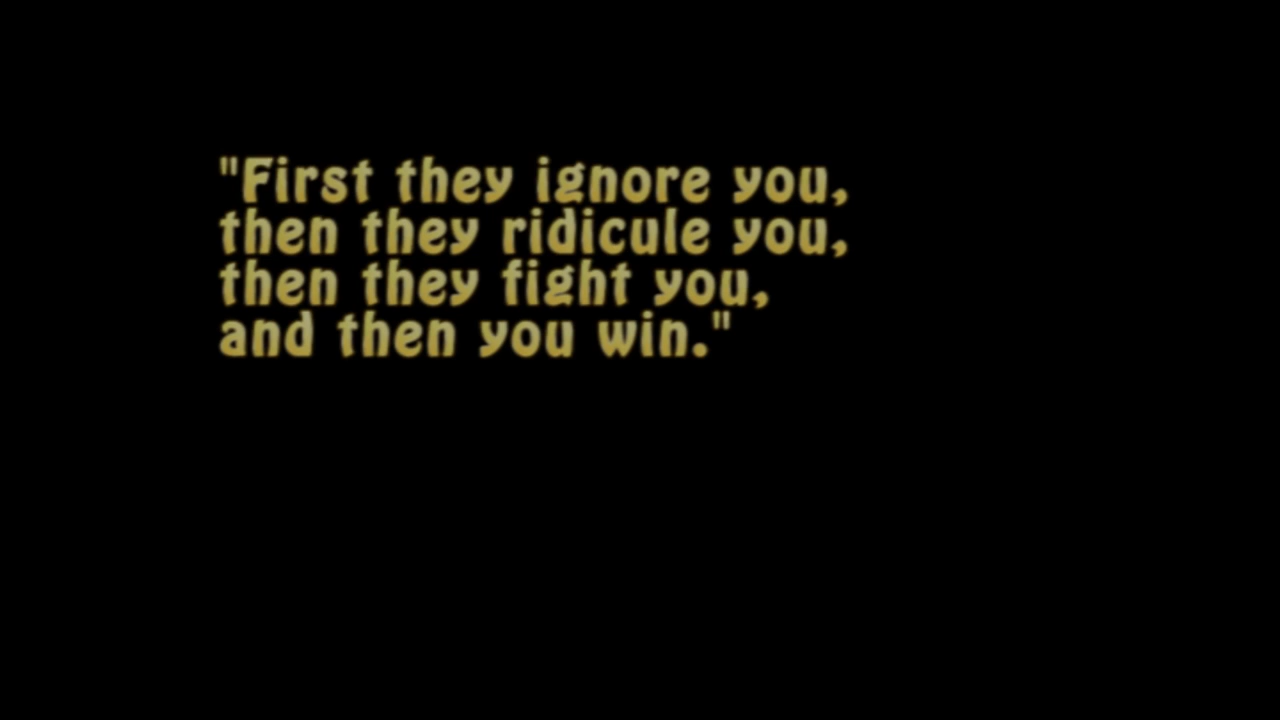 "First they ignore you,
then they ridicule you,
then they fight you,
and then you win."